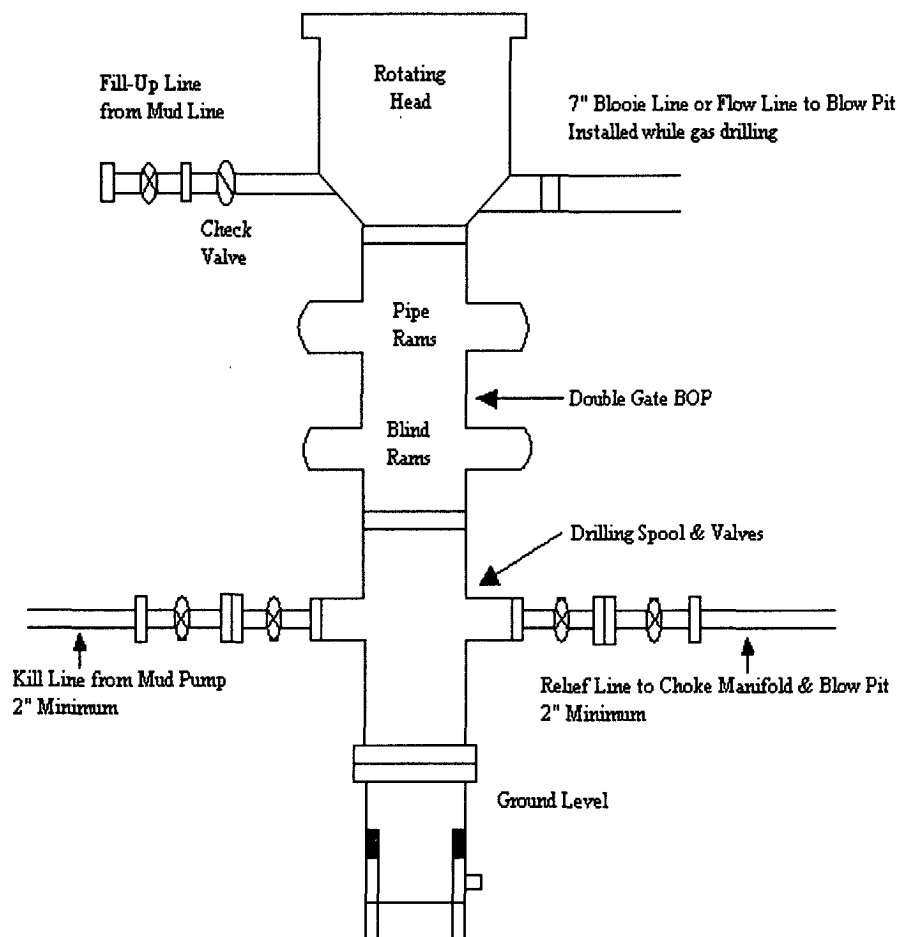 Rotating
Head
Fill-Up Line
from Mud Line
7" Blooie Line or Flow Line to Blow Pit
Installed while gas drilling
Check
Valve
Pipe
Rams
Double Gate BOP
Blind
Rams
Drilling Spool & Valves
Kill Line from Mud Pump
2" Minimum
Relief Line to Choke Manifold & Blow Pit
2" Minimum
Ground Level